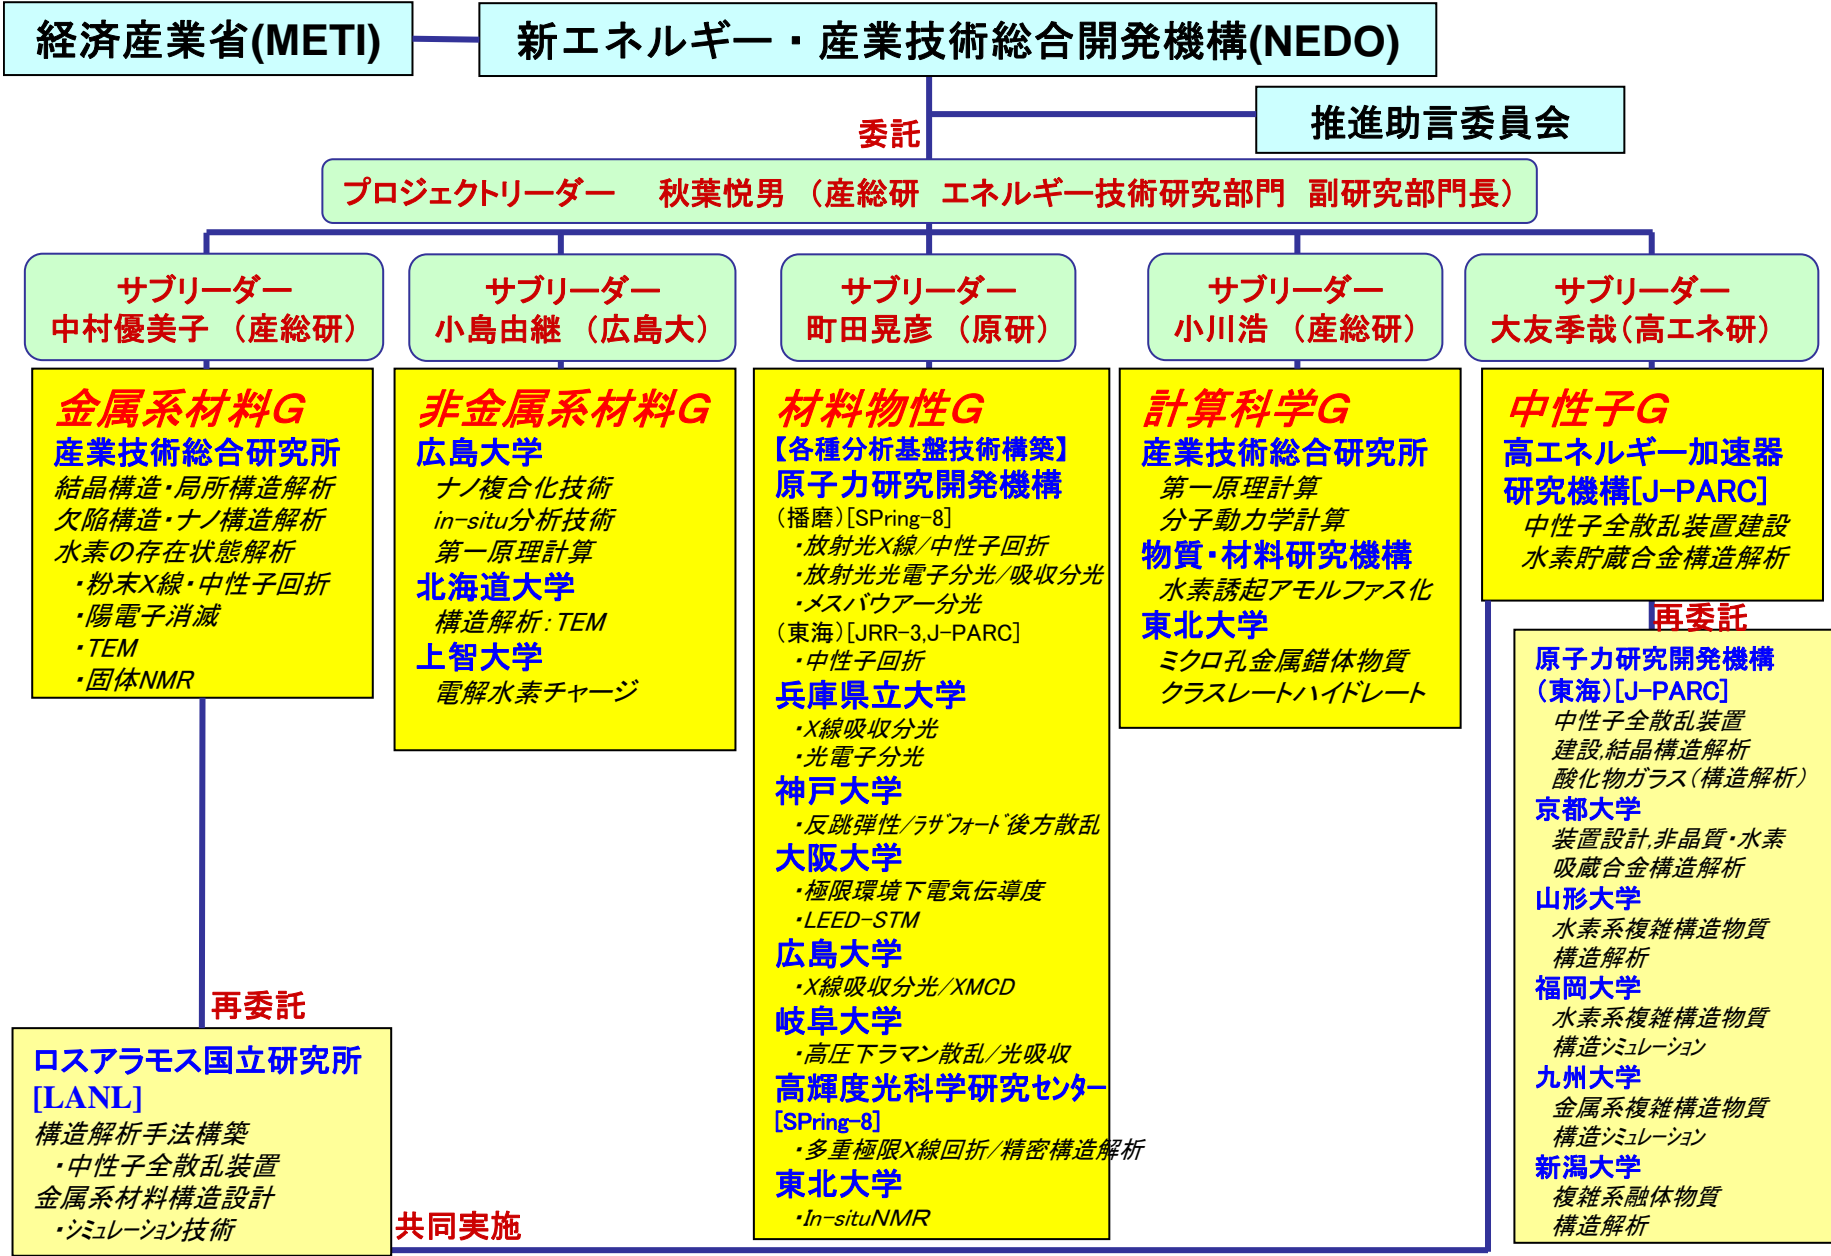 経済産業省(METI)
新エネルギー・産業技術総合開発機構(NEDO)
推進助言委員会
委託
プロジェクトリーダー　秋葉悦男（産総研　エネルギー技術研究部門　副研究部門長）
サブリーダー
中村優美子（産総研）
サブリーダー
小島由継（広島大）
サブリーダー
町田晃彦（原研）
サブリーダー
小川浩（産総研）
サブリーダー
大友季哉（高エネ研）
金属系材料G
産業技術総合研究所
結晶構造・局所構造解析
欠陥構造・ナノ構造解析
水素の存在状態解析
・粉末X線・中性子回折
・陽電子消滅
・TEM
・固体NMR
再委託
ロスアラモス国立研究所
[LANL]
構造解析手法構築
・中性子全散乱装置
金属系材料構造設計
・シミュレーション技術
共同実施
非金属系材料G
広島大学
ナノ複合化技術
in-situ分析技術
第一原理計算
北海道大学
構造解析：TEM
上智大学
電解水素チャージ
材料物性G
【各種分析基盤技術構築】
原子力研究開発機構
（播磨）[SPring-8]
・放射光X線/中性子回折
・放射光光電子分光/吸収分光
・メスバウアー分光
（東海）[JRR-3,J-PARC]
・中性子回折
兵庫県立大学
・X線吸収分光
・光電子分光
神戸大学
・反跳弾性/ラザフォード後方散乱
大阪大学
・極限環境下電気伝導度
・LEED-STM
広島大学
・X線吸収分光/XMCD
岐阜大学
・高圧下ラマン散乱/光吸収
高輝度光科学研究センター
[SPring-8]
・多重極限X線回折/精密構造解析
東北大学
・In-situNMR
計算科学G
産業技術総合研究所
第一原理計算
分子動力学計算
物質・材料研究機構
水素誘起アモルファス化
東北大学
ミクロ孔金属錯体物質
クラスレートハイドレート
中性子G
高エネルギー加速器
研究機構[J-PARC]
中性子全散乱装置建設
水素貯蔵合金構造解析
再委託
原子力研究開発機構
（東海）[J-PARC]
中性子全散乱装置
建設,結晶構造解析
酸化物ガラス（構造解析）
京都大学
装置設計,非晶質・水素
吸蔵合金構造解析
山形大学
水素系複雑構造物質
構造解析
福岡大学
水素系複雑構造物質
構造シミュレーション
九州大学
金属系複雑構造物質
構造シミュレーション
新潟大学
複雑系融体物質
構造解析